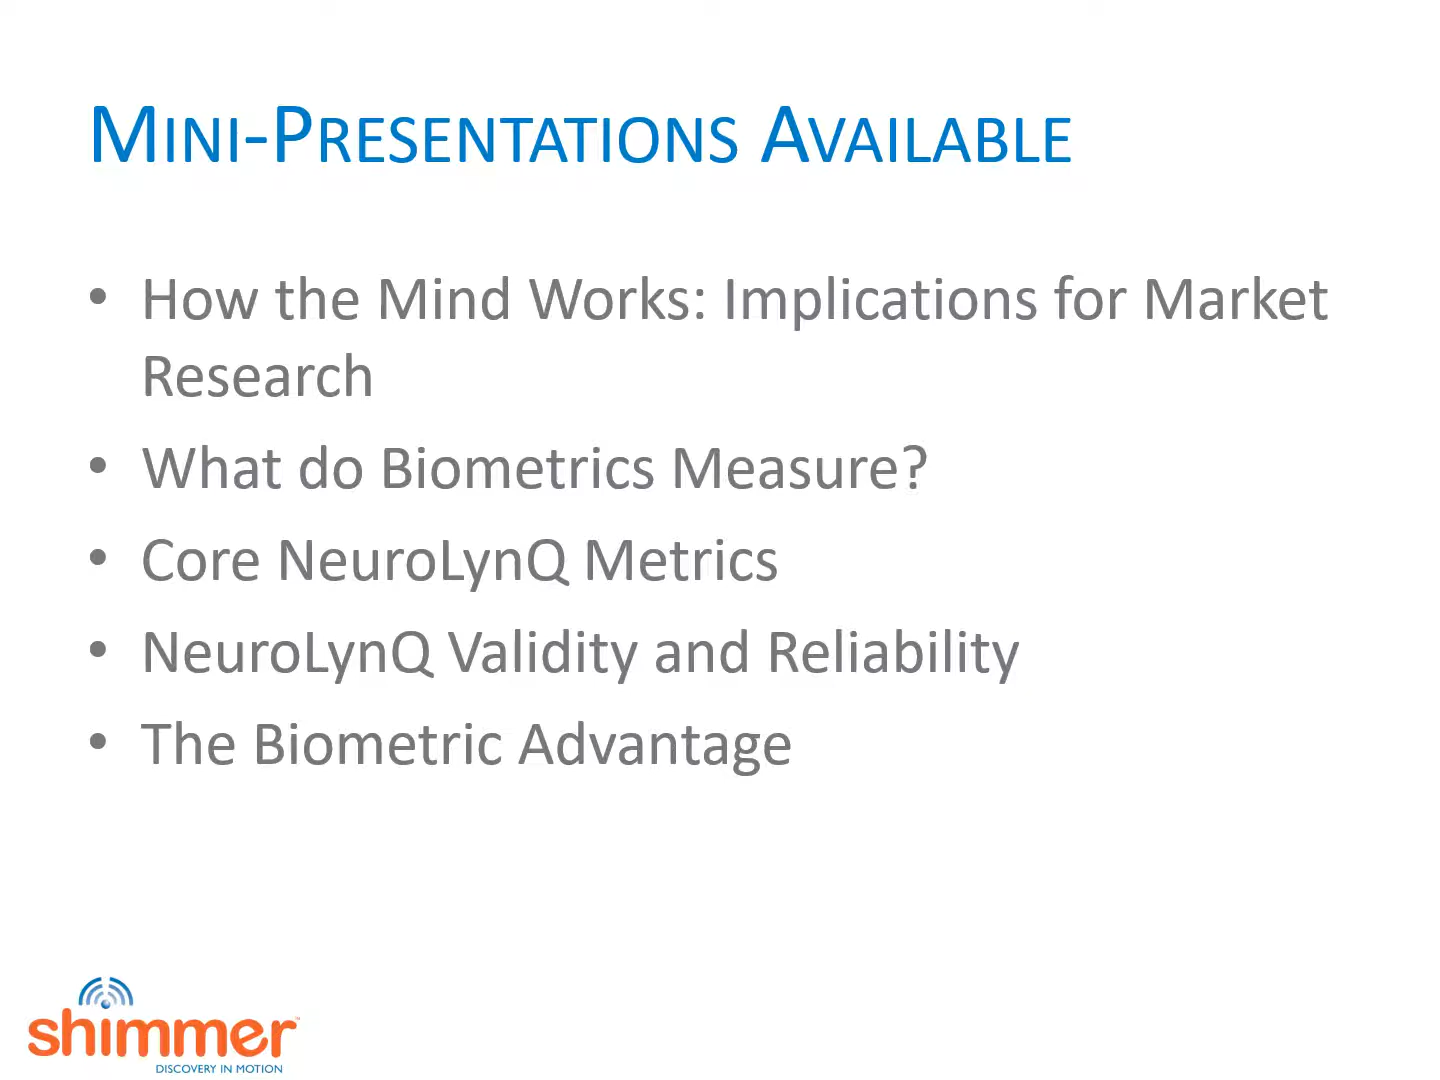 Mini-Presentations Available
• How the Mind Works: Implications for Market
Research
• What do Biometrics Measure?
• Core NeuroLynQ Metrics
• NeuroLynQ Validity and Reliability
• The Biometric Advantage
shimmer™
DISCOVERY IN MOTION